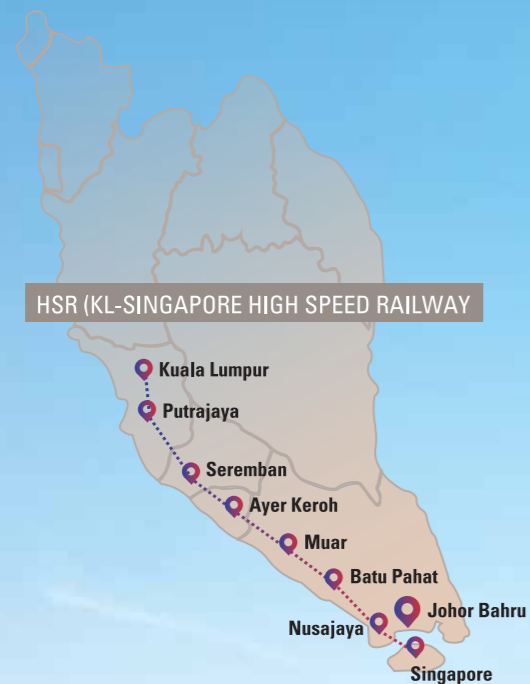 HSR (KL-SINGAPORE HIGH SPEED RAILWAY
Kuala Lumpur
Putrajaya
Seremban
Ayer Keroh
Muar
Batu Pahat
Johor Bahru
Nusajaya
Singapore